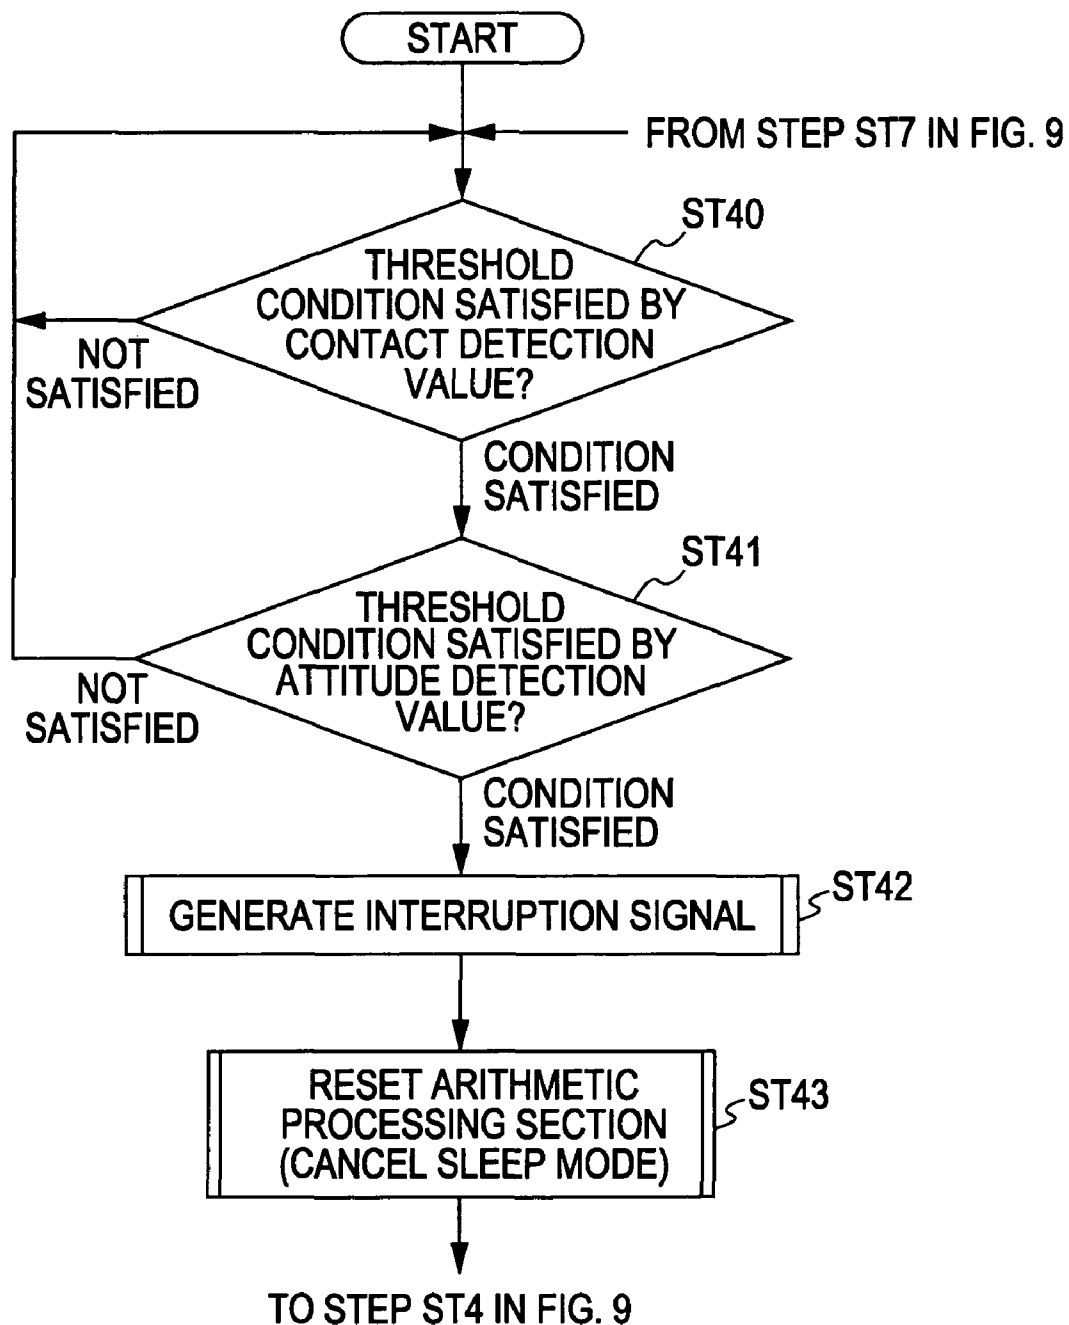 START
FROM STEP ST7 IN FIG. 9
ST40
THRESHOLD
CONDITION SATISFIED BY
CONTACT DETECTION
VALUE?
NOT
SATISFIED
CONDITION
SATISFIED
ST41
THRESHOLD
CONDITION SATISFIED BY
ATTITUDE DETECTION
VALUE?
NOT
SATISFIED
CONDITION
SATISFIED
ST42
GENERATE INTERRUPTION SIGNAL
RESET ARITHMETIC
PROCESSING SECTION
(CANCEL SLEEP MODE)
ST43
TO STEP ST4 IN FIG. 9